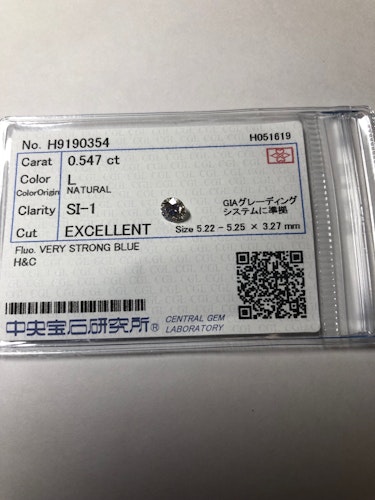 No. H9190354 H051619
Carat 0.547 ct
Color L
ColorOrigin NATURAL
Clarity SI-1
GIAグレーディング
システムに準拠
Cut EXCELLENT Size 5.22 - 5.25 × 3.27 mm
Fluo. VERY STRONG BLUE
H&C
中央宝石研究所® CENTRAL GEM
LABORATORY